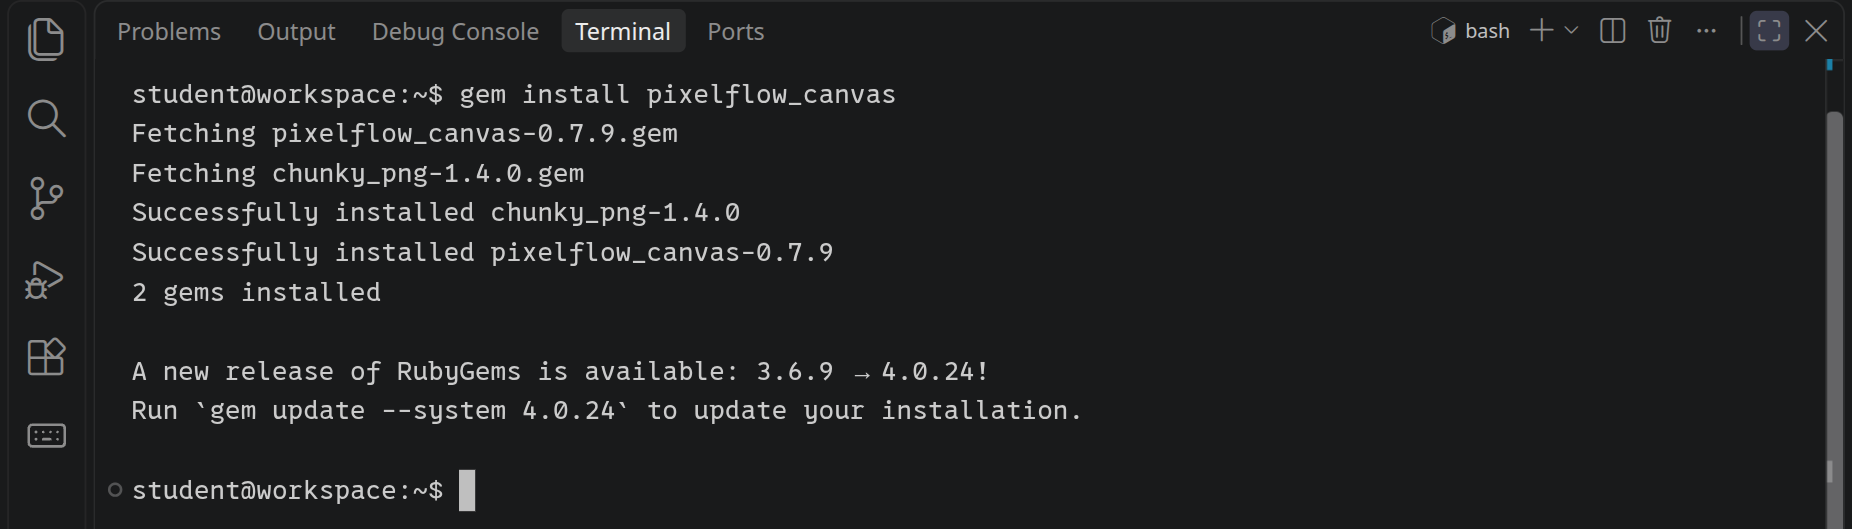 Problems Output Debug Console Terminal Ports bash
student@workspace:~$ gem install pixelflow_canvas
Fetching pixelflow_canvas-0.7.9.gem
Fetching chunky_png-1.4.0.gem
Successfully installed chunky_png-1.4.0
Successfully installed pixelflow_canvas-0.7.9
2 gems installed
A new release of RubyGems is available: 3.6.9 → 4.0.24!
Run `gem update --system 4.0.24` to update your installation.
student@workspace:~$